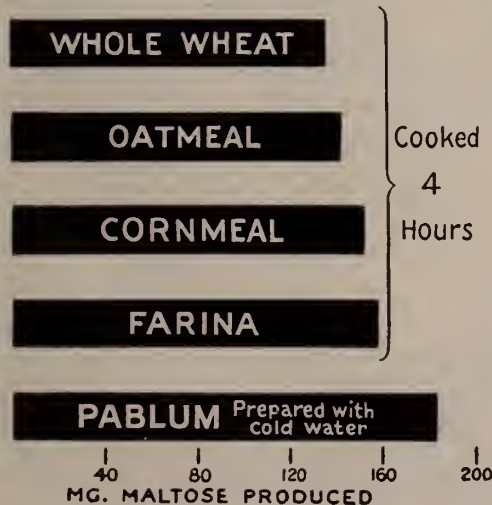 WHOLE WHEAT
OATMEAL
CORNMEAL
FARINA
Cooked
4
Hours
PABLUM Prepared with
cold water
40 80 120 160 200
MG. MALTOSE PRODUCED